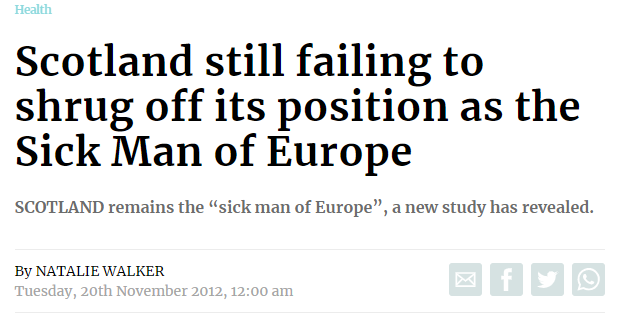 Health
Scotland still failing to
shrug off its position as the
Sick Man of Europe
SCOTLAND remains the “sick man of Europe”, a new study has revealed.
By NATALIE WALKER
Tuesday, 20th November 2012, 12:00 am